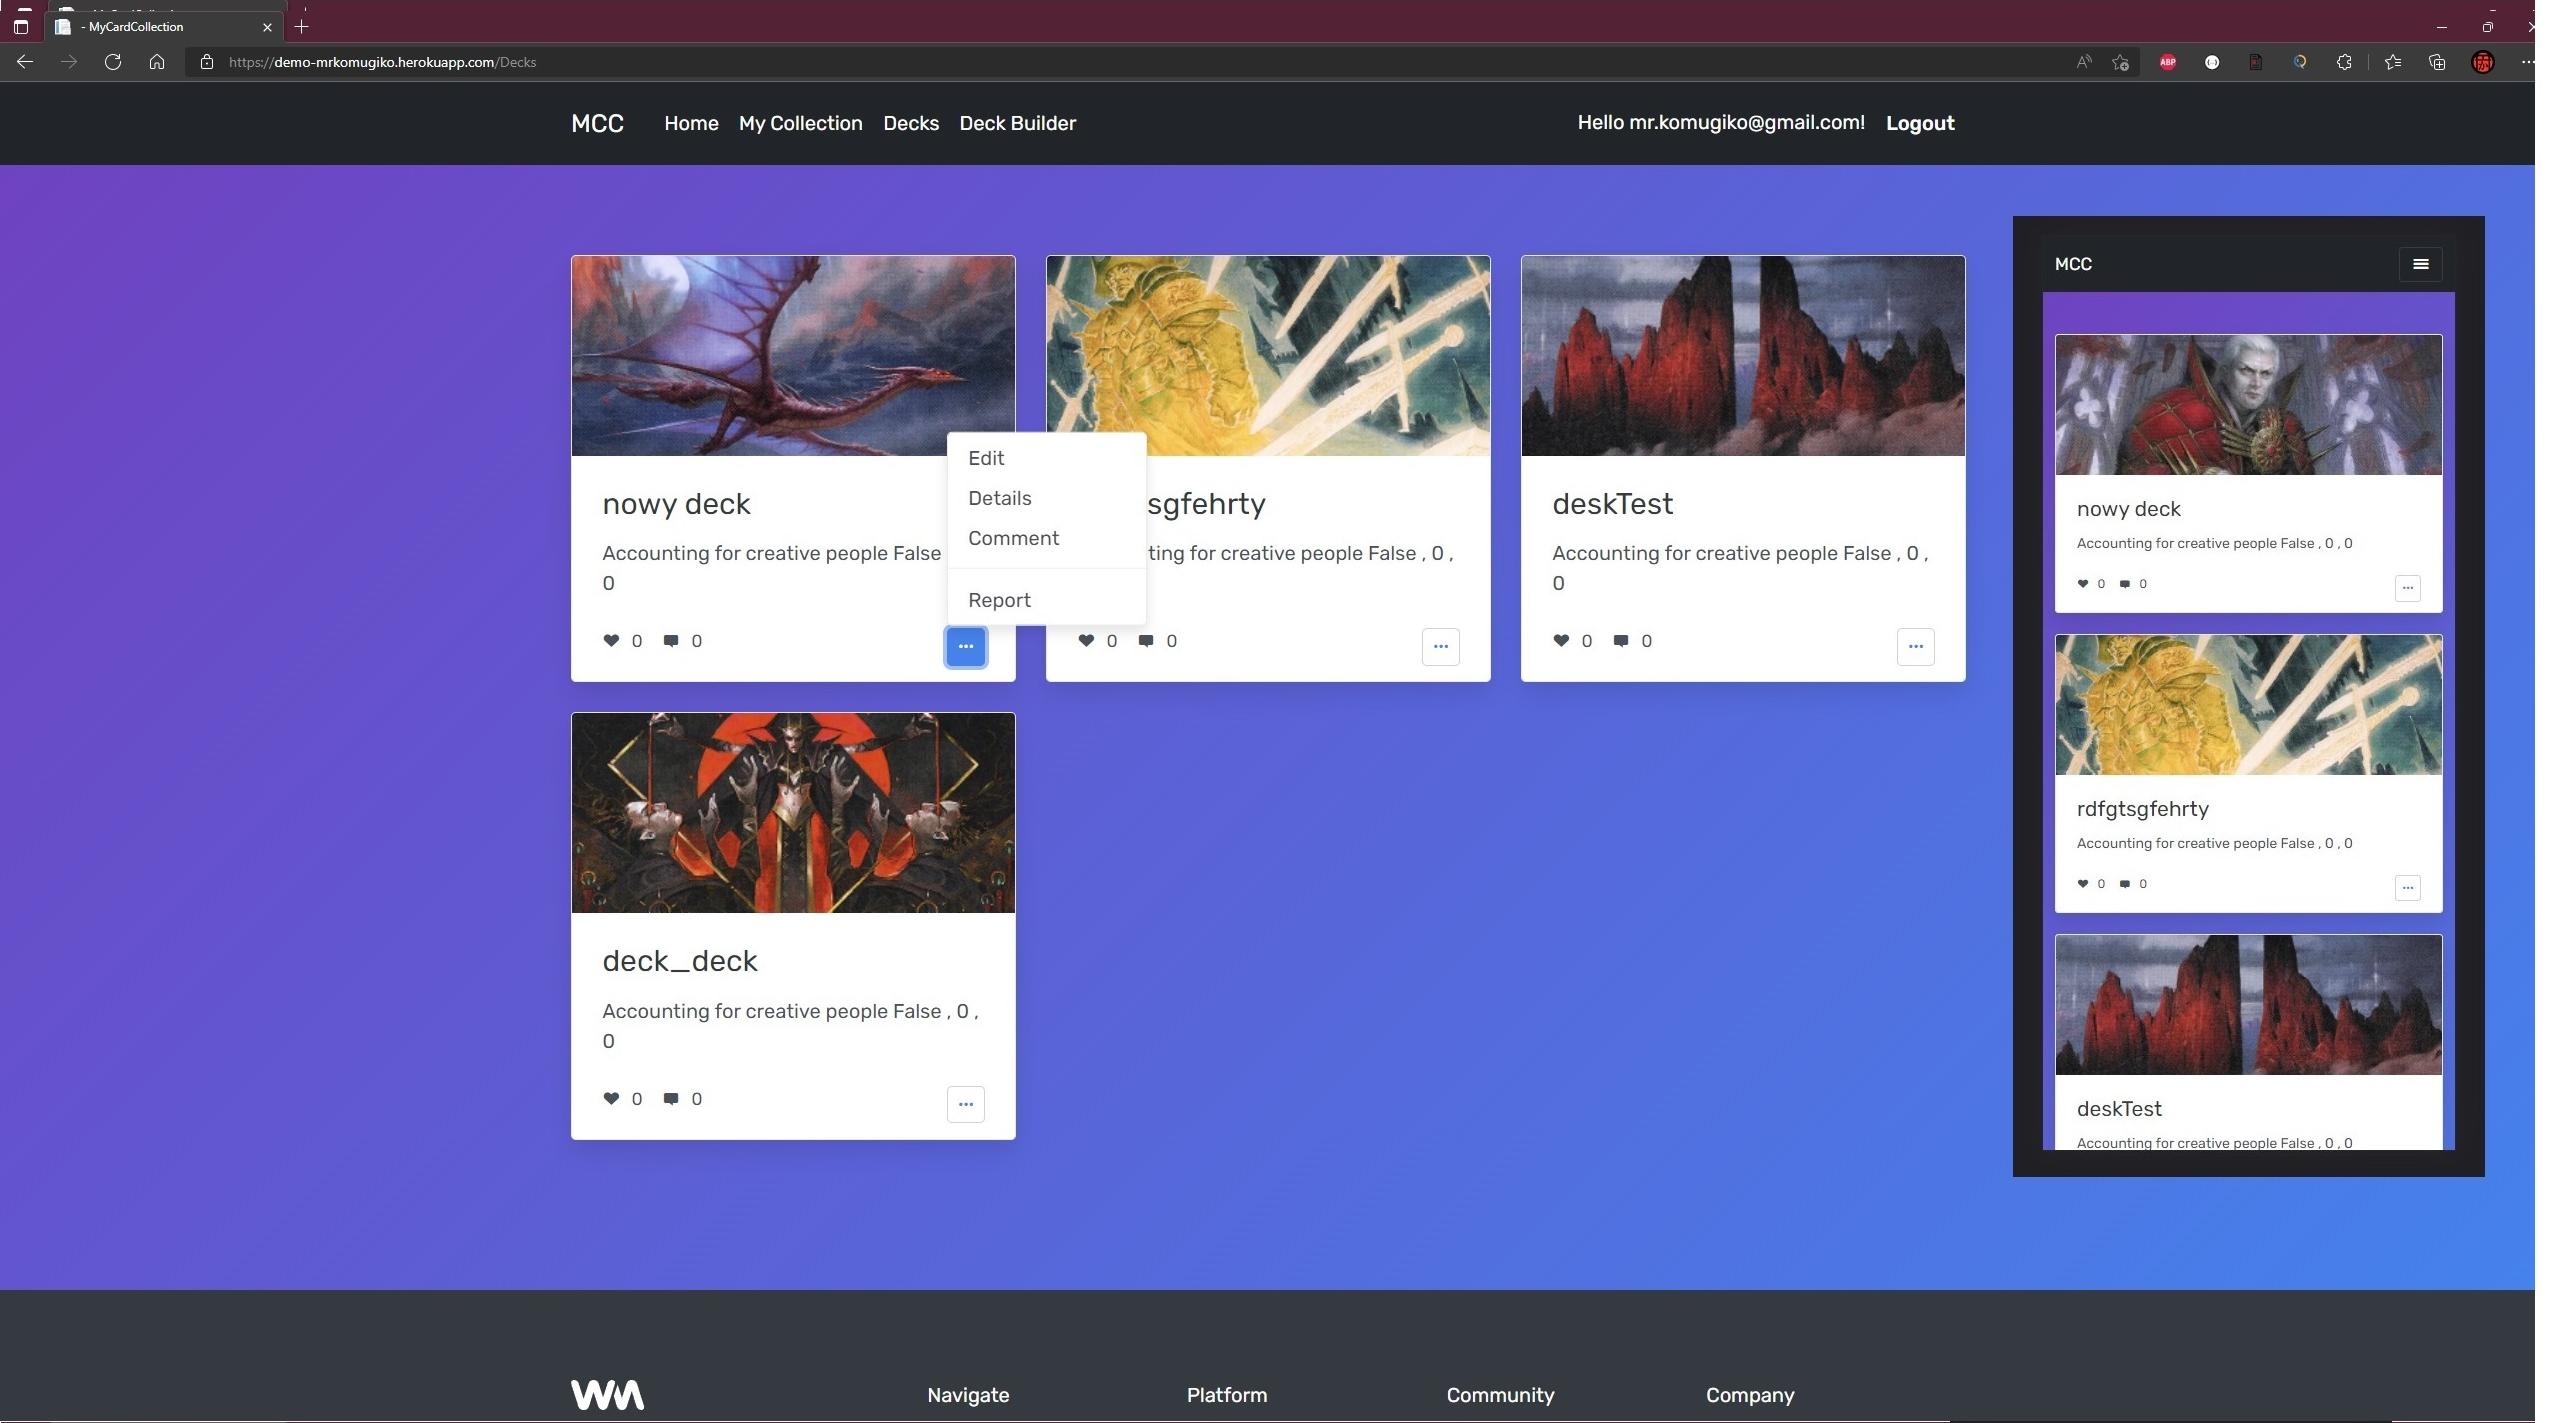 - MyCardCollection
https://demo-mrkomugiko.herokuapp.com/Decks
ABP
MCC
Home
My Collection
Decks
Deck Builder
Hello mr.komugiko@gmail.com!
Logout
nowy deck
Accounting for creative people False
0
0
0
Edit
Details
Comment
Report
sgfehrty
ting for creative people False , 0 ,
0
0
deskTest
Accounting for creative people False , 0 ,
0
0
0
deck_deck
Accounting for creative people False , 0 ,
0
0
0
MCC
nowy deck
Accounting for creative people False , 0 , 0
0
0
rdfgtsgfehrty
Accounting for creative people False , 0 , 0
0
0
deskTest
Accounting for creative people False , 0 , 0
WM
Navigate
Platform
Community
Company